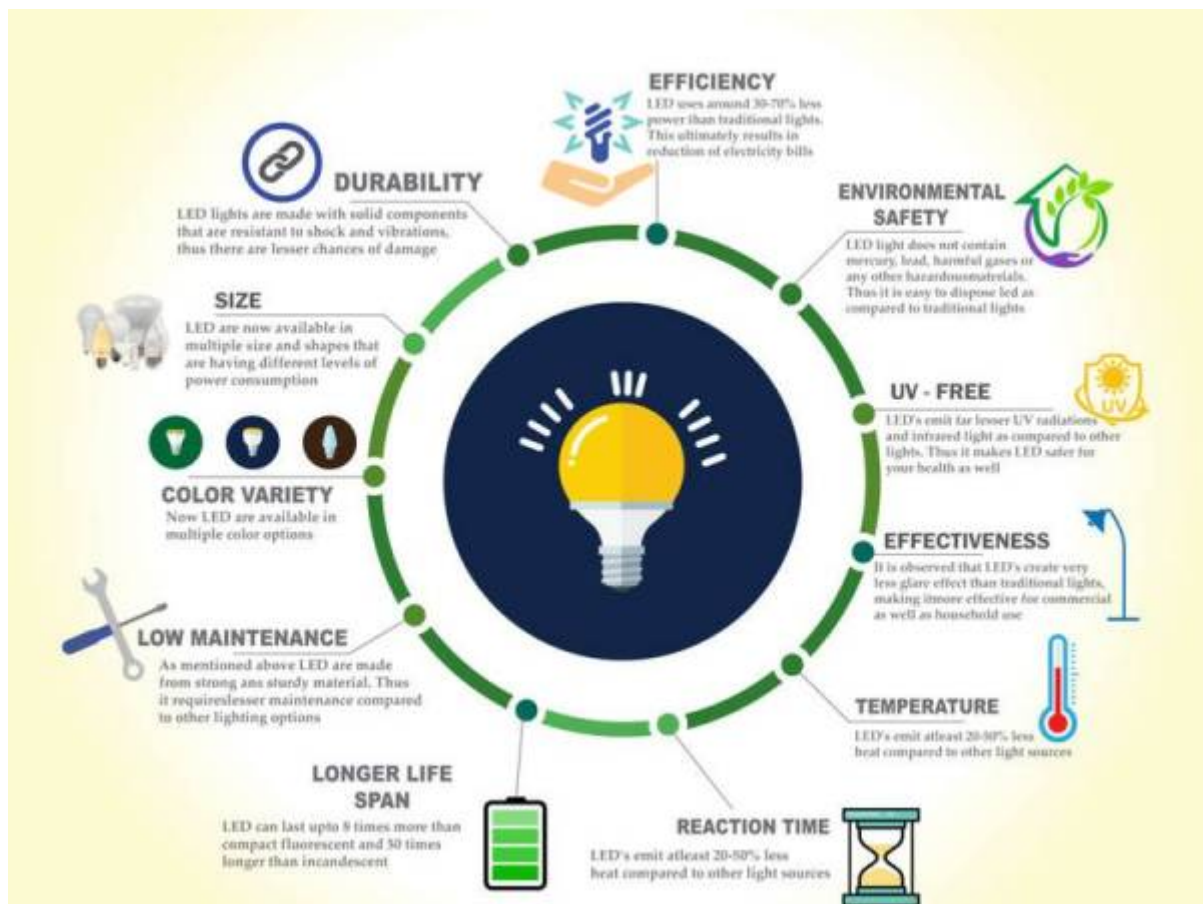 EFFICIENCY
LED uses around 30-70% less
power than traditional lights.
This ultimately results in
reduction of electricity bills
ENVIRONMENTAL
SAFETY
LED light does not contain
mercury, lead, harmful gases or
any other hazardousmaterials.
Thus it is easy to dispose led as
compared to traditional lights
UV - FREE
UV
LED's emit far lesser UV radiations
and infrared light as compared to other
lights. Thus it makes LED safer for
your health as well
EFFECTIVENESS
It is observed that LED's create very
less glare effect than traditional lights,
making itmore effective for commercial
as well as household use
TEMPERATURE
LED's emit atleast 20-50% less
heat compared to other light sources
REACTION TIME
LED's emit atleast 20-50% less
heat compared to other light sources
LONGER LIFE
SPAN
LED can last upto 8 times more than
compact fluorescent and 50 times
longer than incandescent
LOW MAINTENANCE
As mentioned above LED are made
from strong ans sturdy material. Thus
it requireslesser maintenance compared
to other lighting options
COLOR VARIETY
Now LED are available in
multiple color options
SIZE
LED are now available in
multiple size and shapes that
are having different levels of
power consumption
DURABILITY
LED lights are made with solid components
that are resistant to shock and vibrations,
thus there are lesser chances of damage